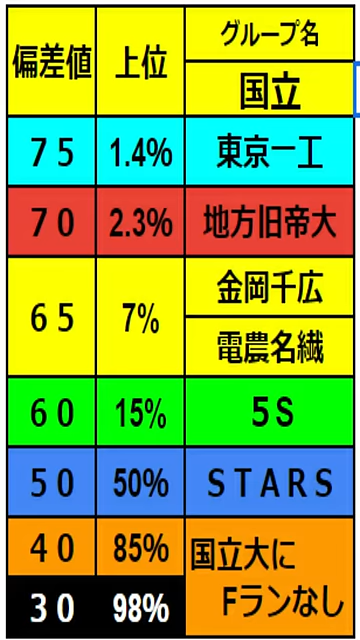 偏差値 上位 グループ名
国立
75 1.4% 東京一工
70 2.3% 地方旧帝大
65 7% 金岡千広
電農名繊
60 15% 5S
50 50% STARS
40 85% 国立大に
30 98% Fランなし